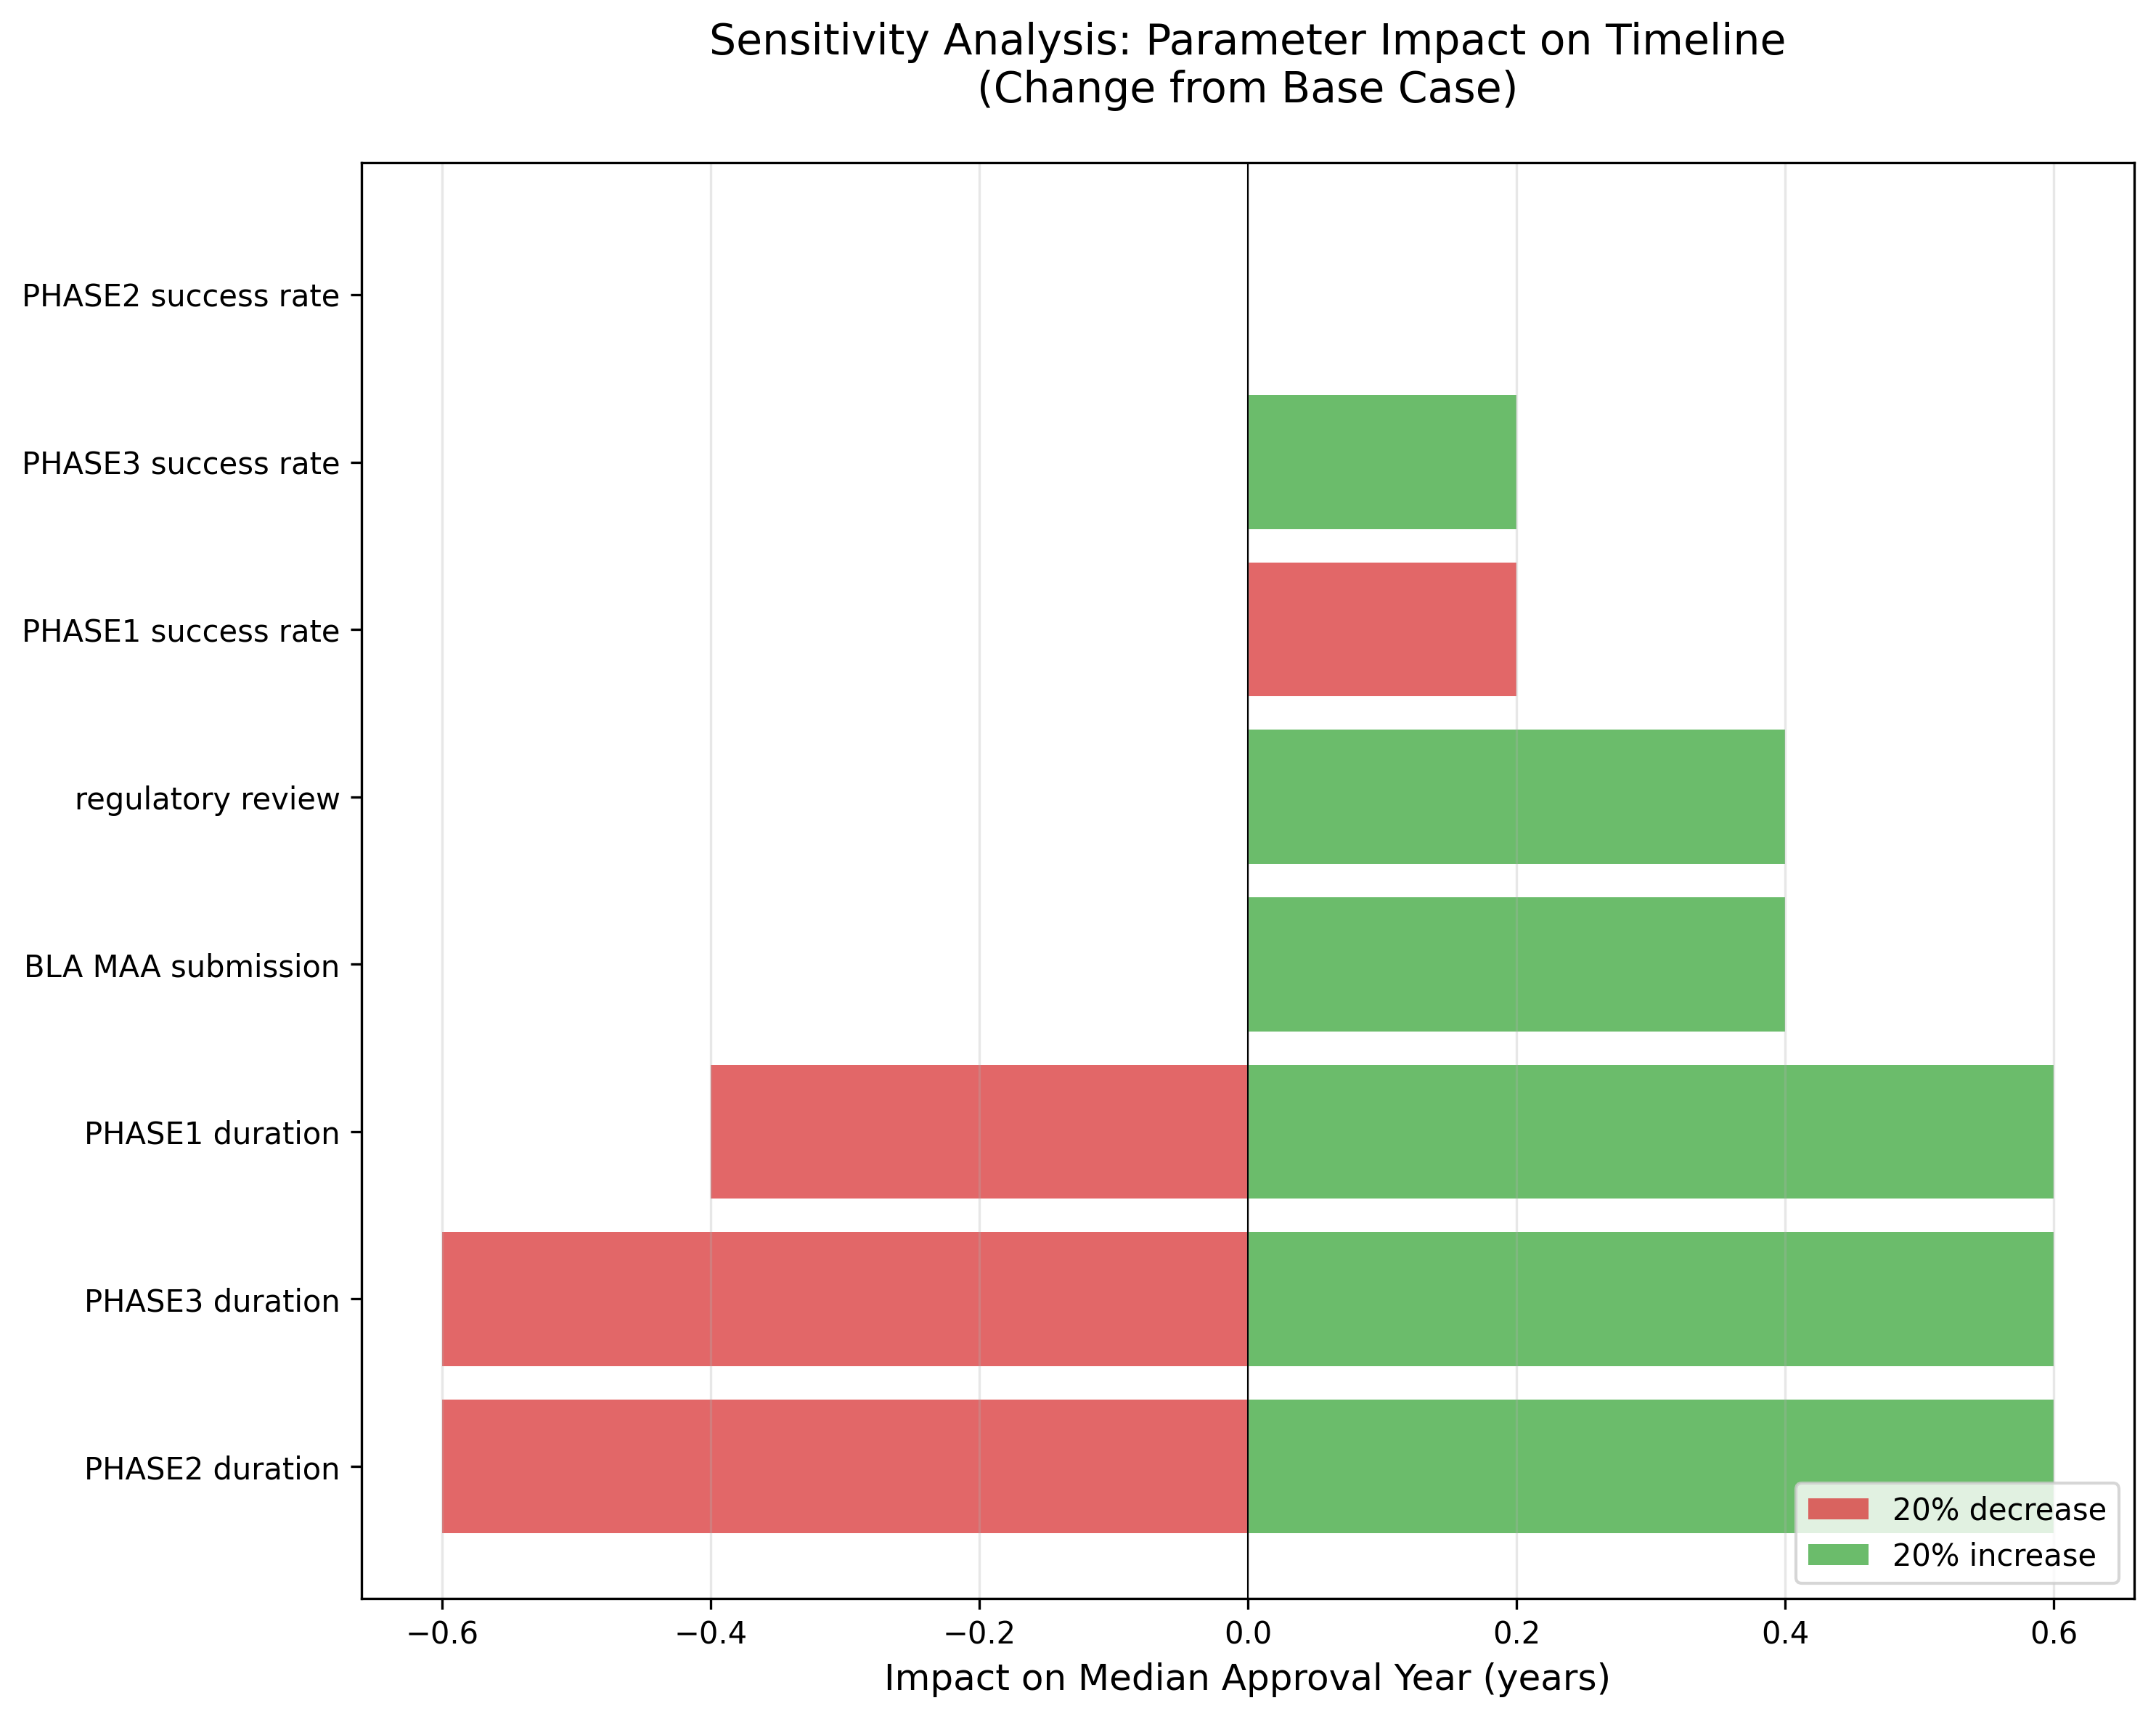 Sensitivity Analysis: Parameter Impact on Timeline
(Change from Base Case)
PHASE2 success rate
PHASE3 success rate
PHASE1 success rate
regulatory review
BLA MAA submission
PHASE1 duration
PHASE3 duration
PHASE2 duration
20% decrease
20% increase
−0.6 −0.4 −0.2 0.0 0.2 0.4 0.6
Impact on Median Approval Year (years)